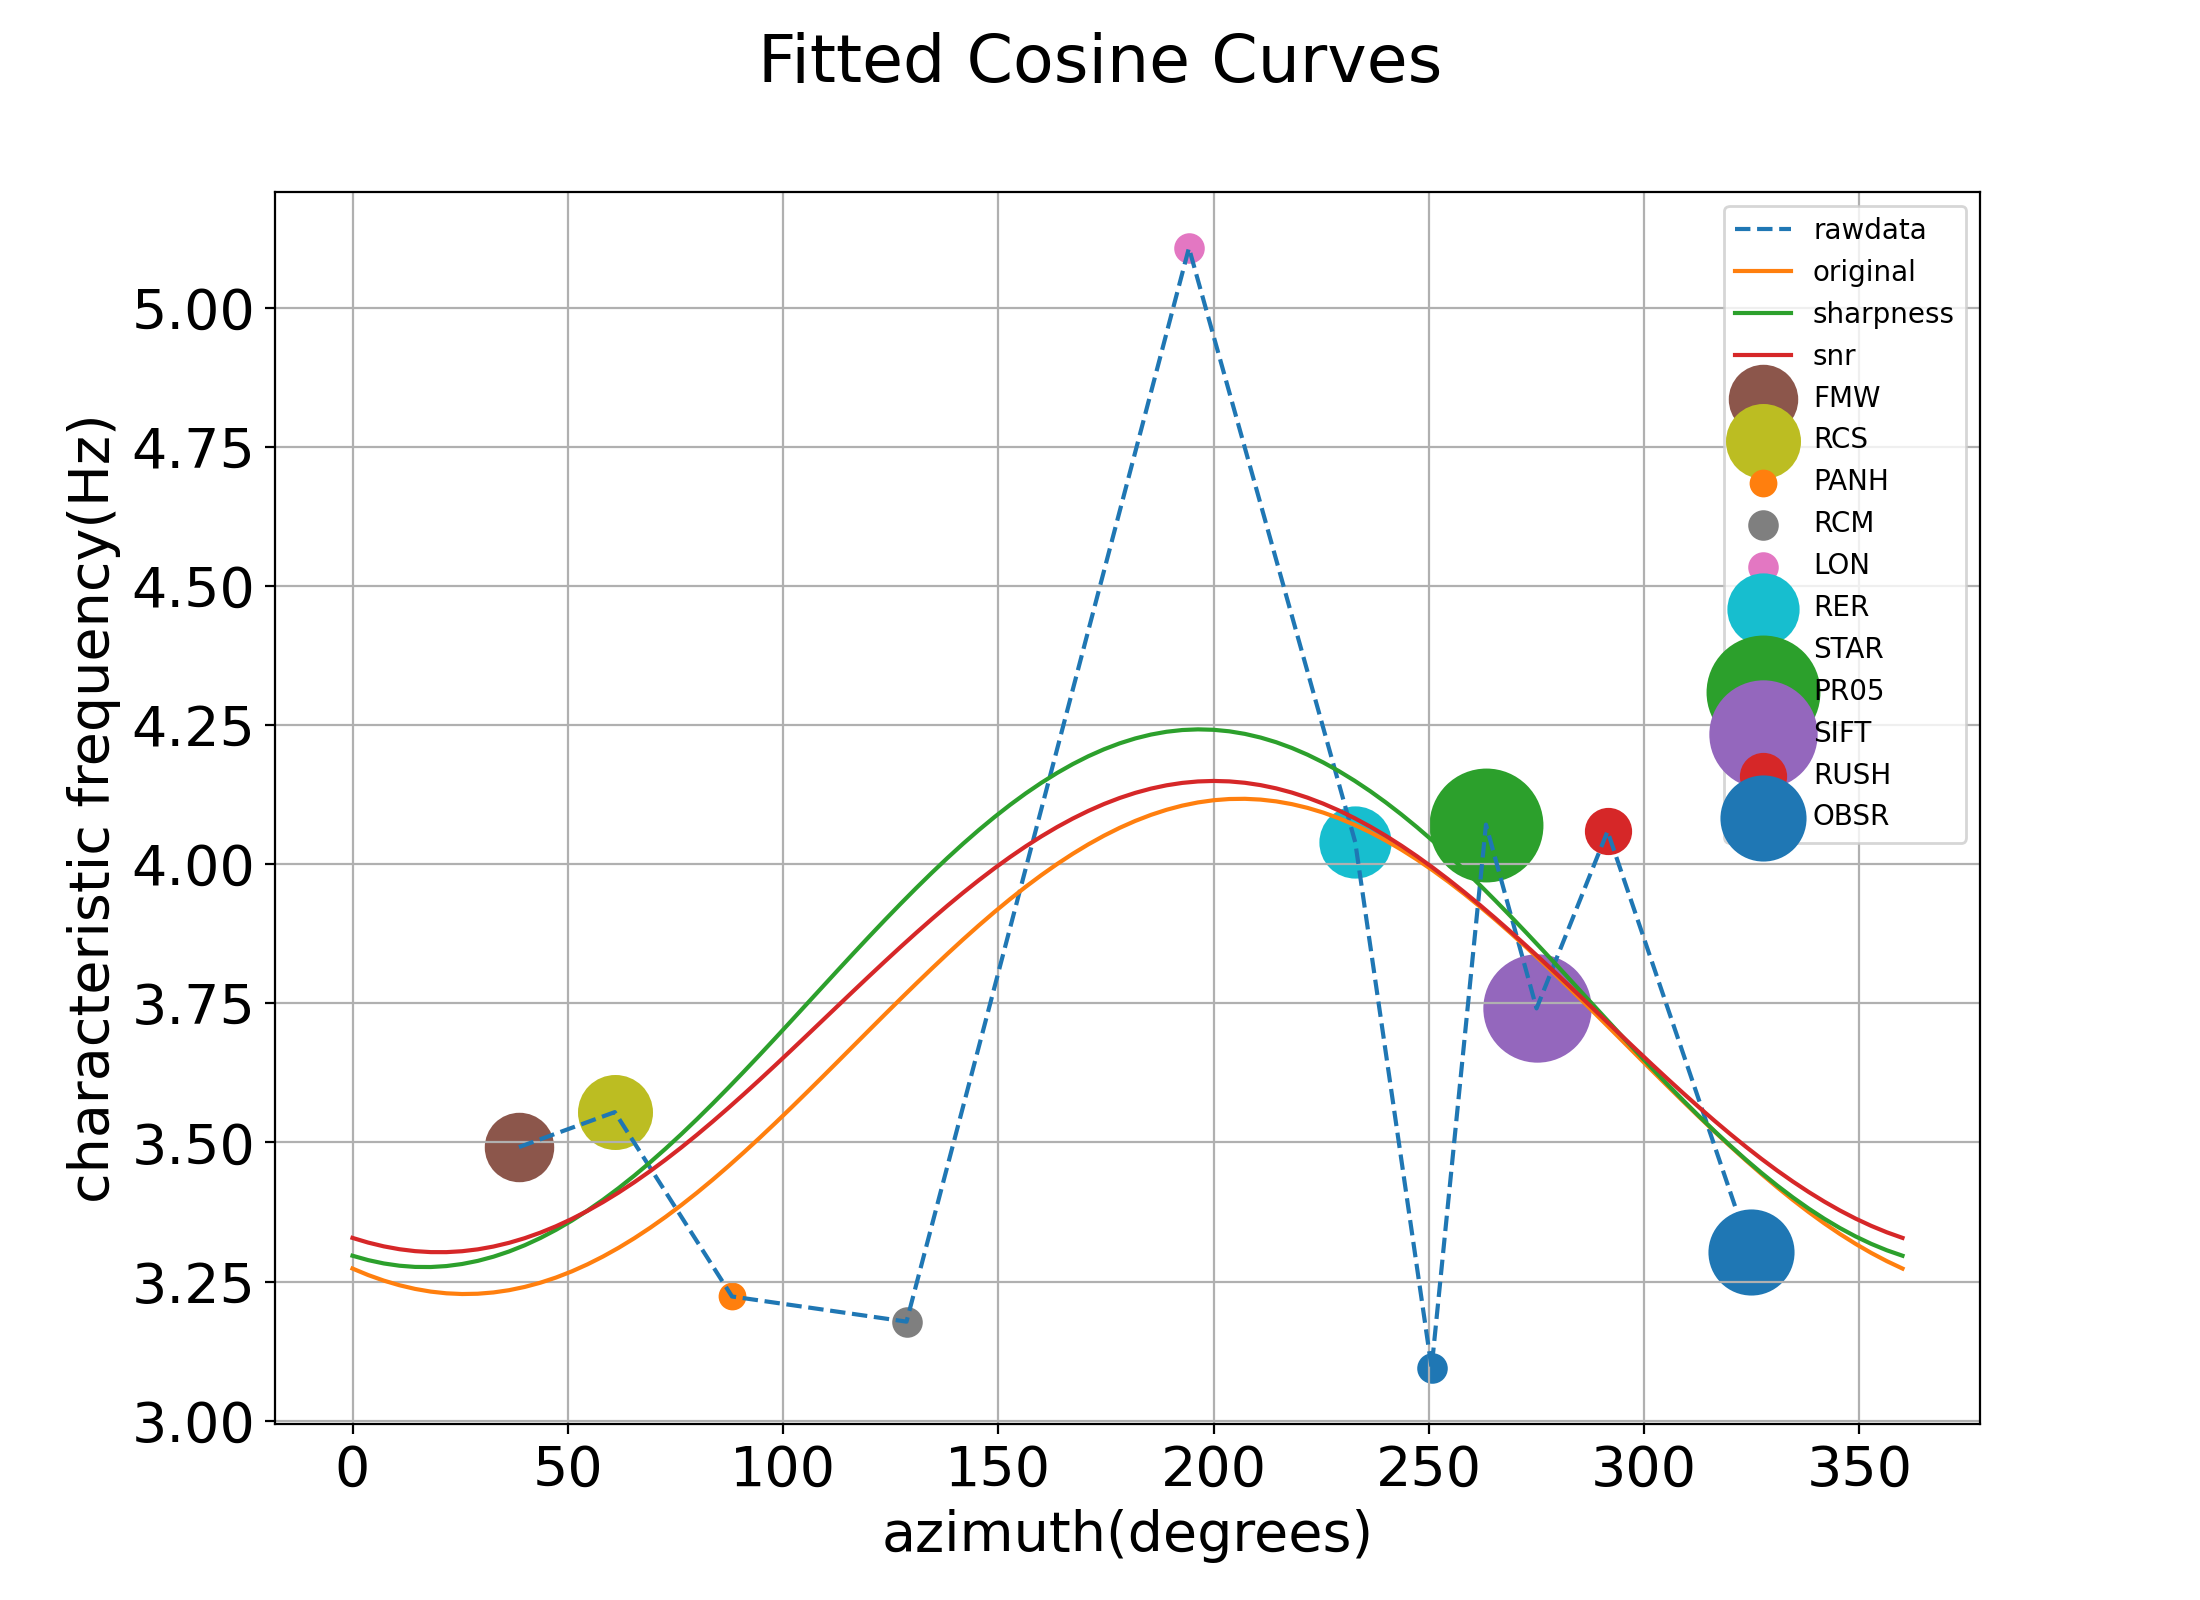 Fitted Cosine Curves
characteristic frequency(Hz)
5.00
4.75
4.50
4.25
4.00
3.75
3.50
3.25
3.00
rawdata
original
sharpness
snr
FMW
RCS
PANH
RCM
LON
RER
STAR
PR05
SIFT
RUSH
OBSR
0 50 100 150 200 250 300 350
azimuth(degrees)